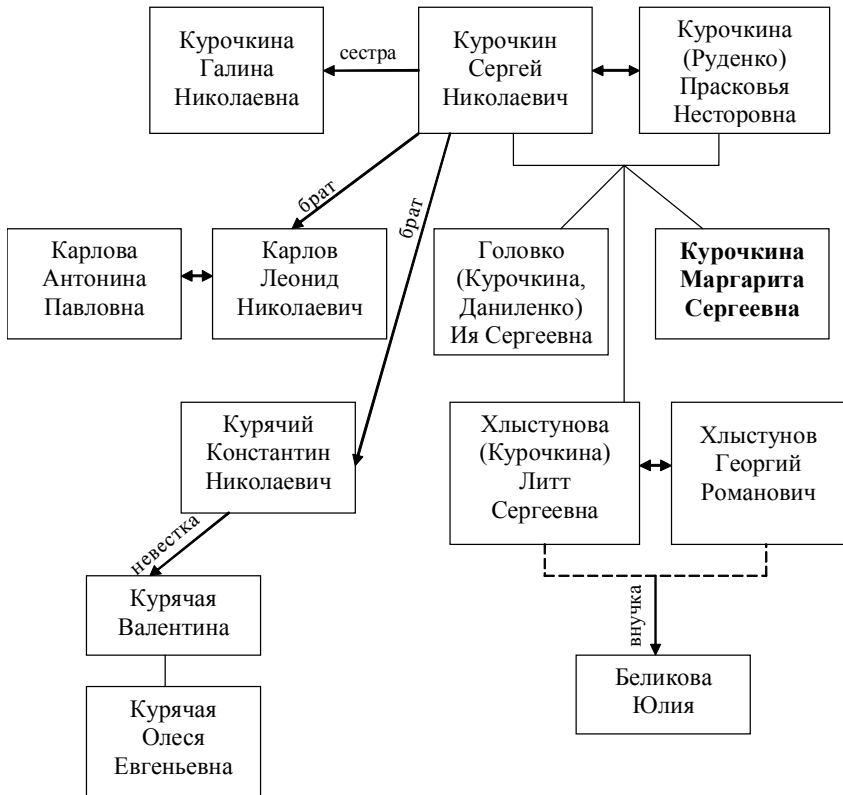 Курочкина
Галина
Николаевна
сестра
Курочкин
Сергей
Николаевич
Курочкина
(Руденко)
Прасковья
Несторовна
брат
брат
Карлова
Антонина
Павловна
Карлов
Леонид
Николаевич
Головко
(Курочкина,
Даниленко)
Ия Сергеевна
Курочкина
Маргарита
Сергеевна
Курячий
Константин
Николаевич
Хлыстунова
(Курочкина)
Литт
Сергеевна
Хлыстунов
Георгий
Романович
невестка
внучка
Курячая
Валентина
Беликова
Юлия
Курячая
Олеся
Евгеньевна